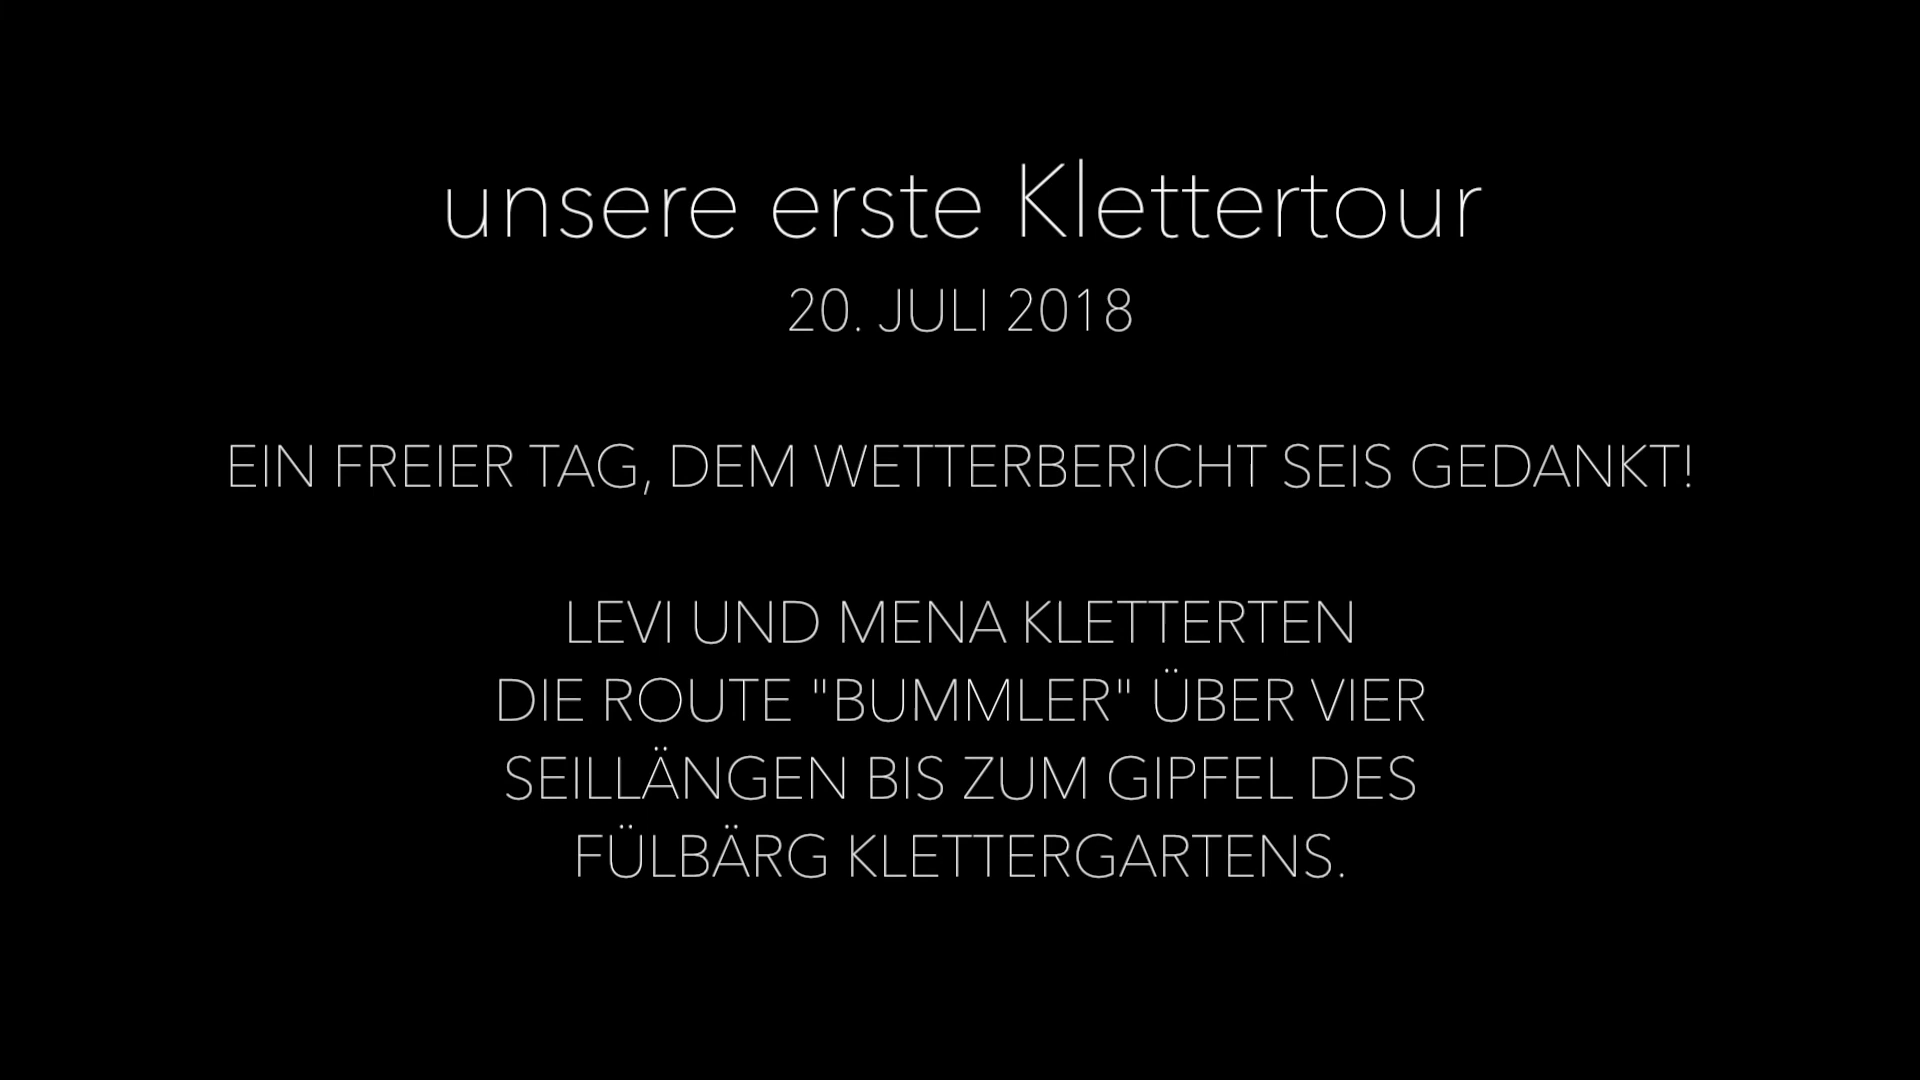 unsere erste Klettertour
20. JULI 2018
EIN FREIER TAG, DEM WETTERBERICHT SEIS GEDANKT!
LEVI UND MENA KLETTERTEN
DIE ROUTE "BUMMLER" ÜBER VIER
SEILLÄNGEN BIS ZUM GIPFEL DES
FÜLBÄRG KLETTERGARTENS.